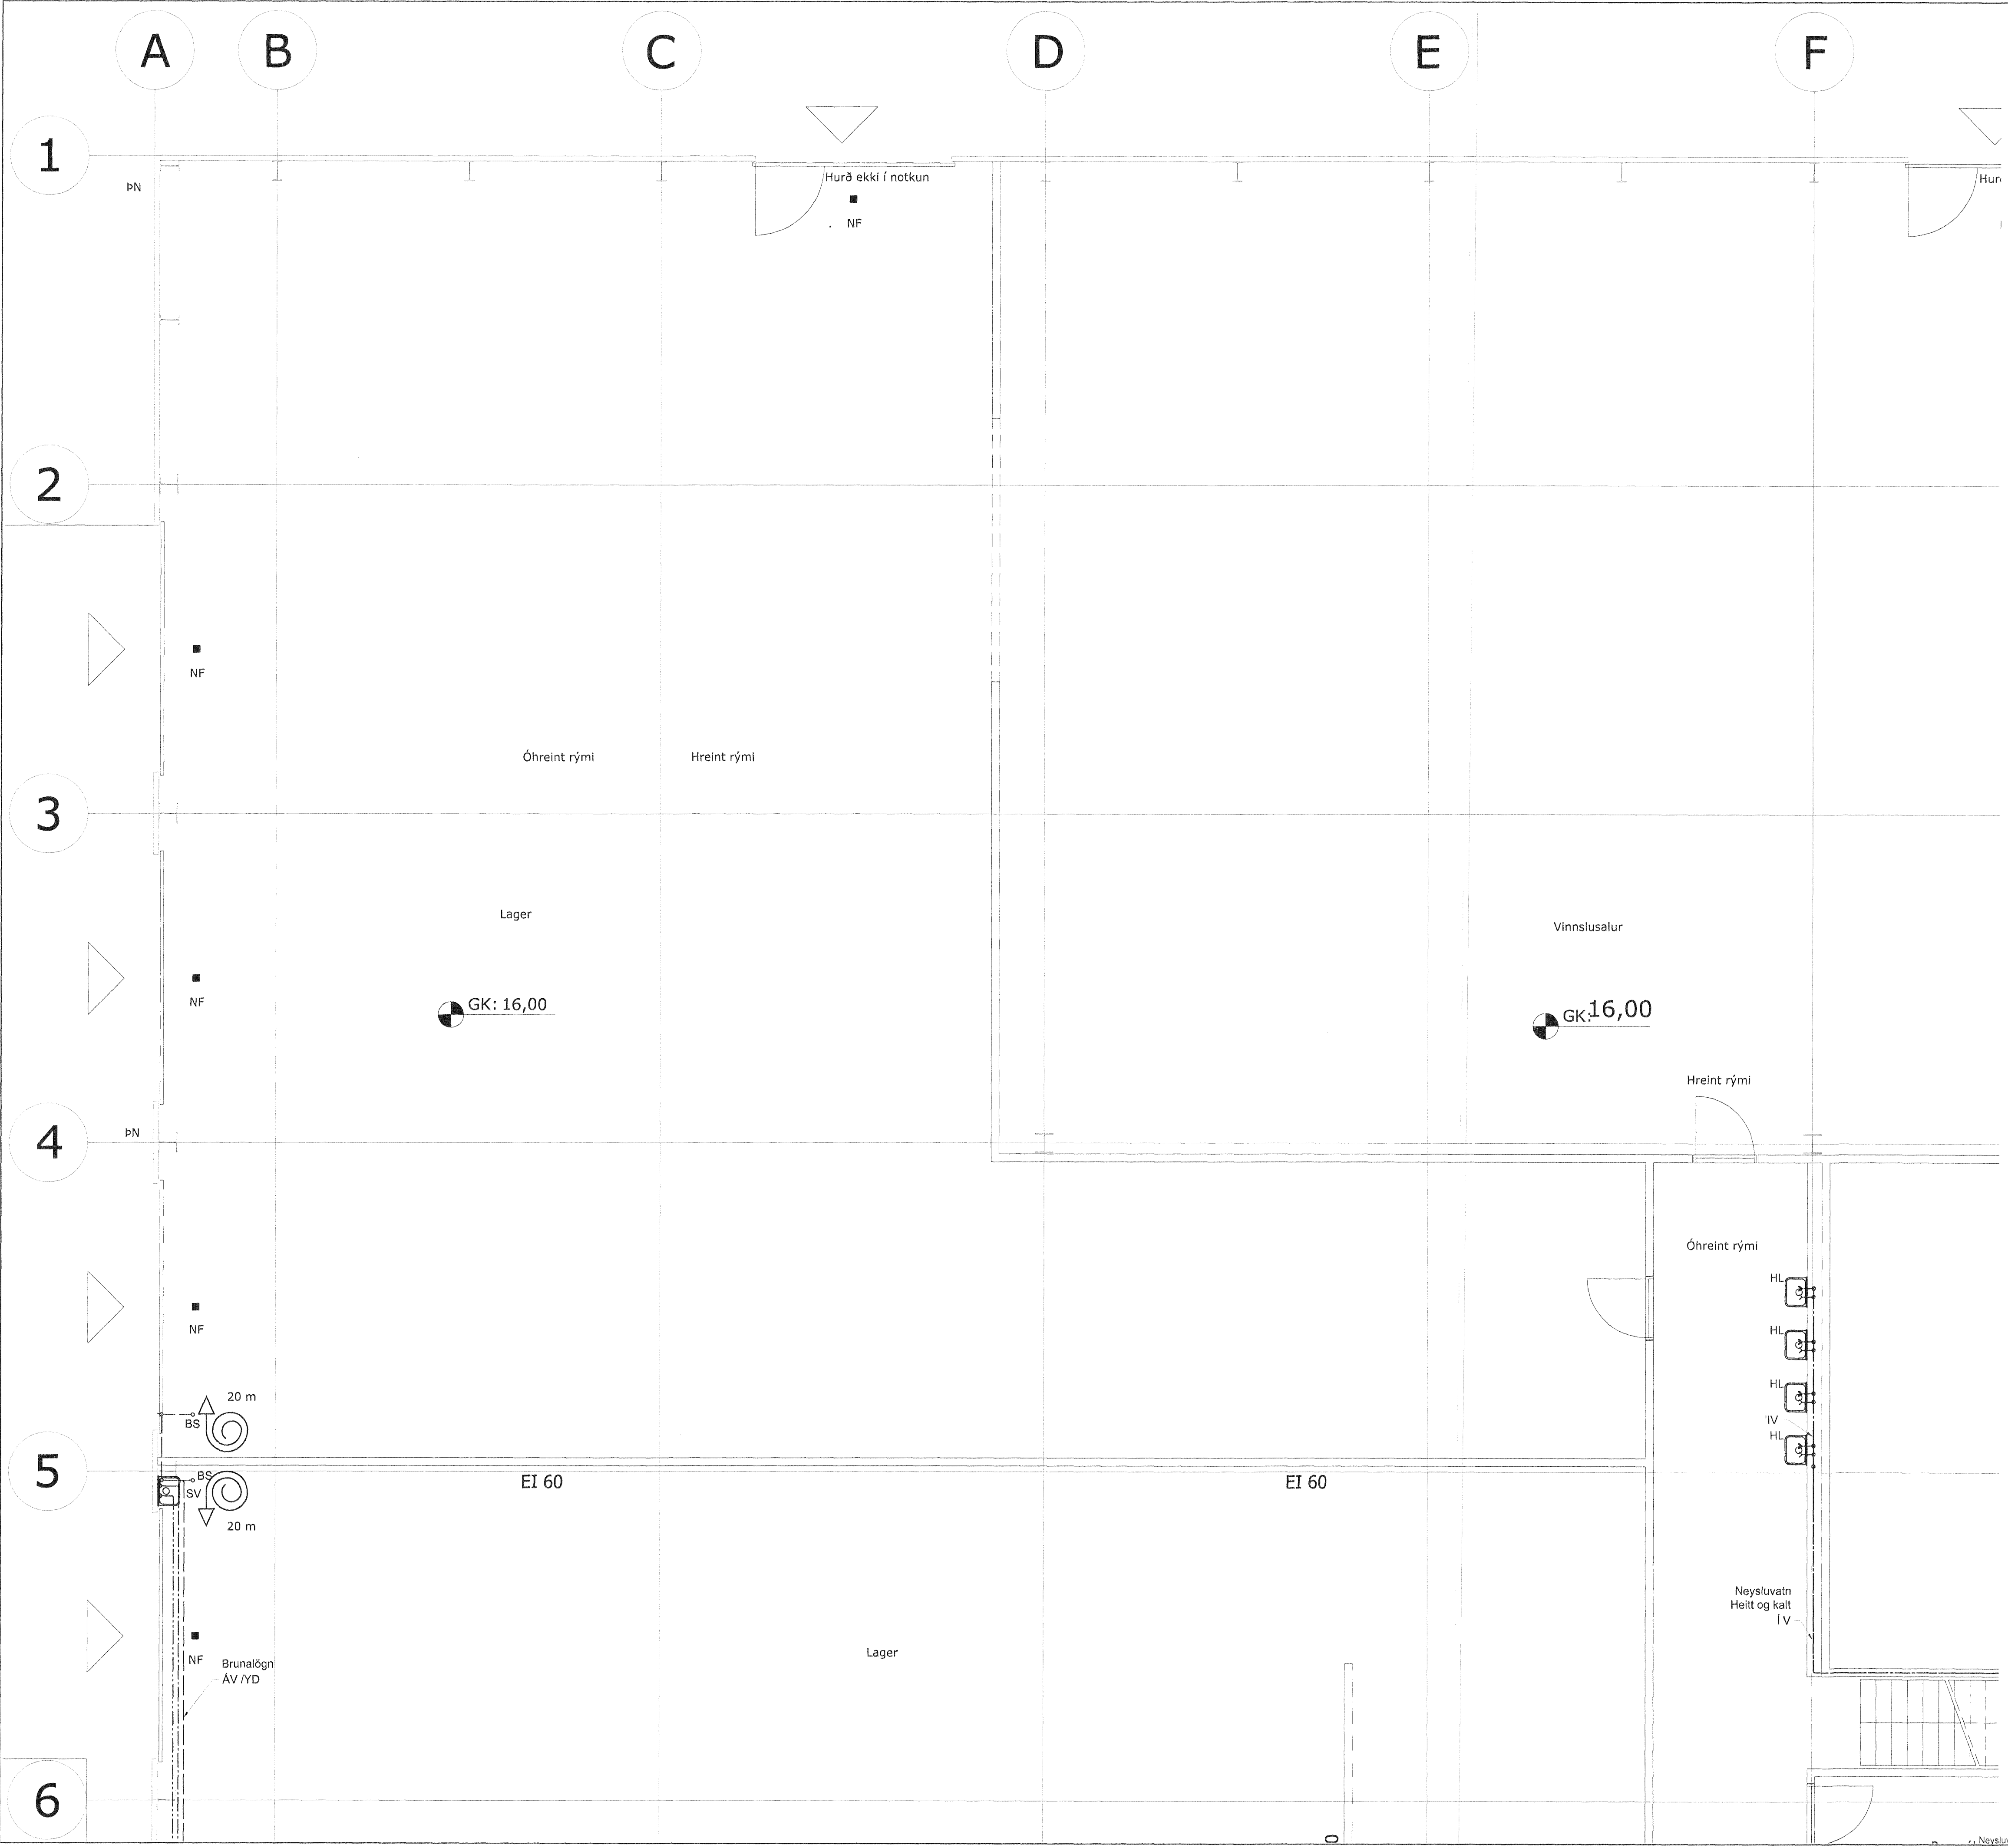 A B C D E F
1
ÞN
Hurð ekki í notkun
NF
2
NF
Óhreint rými Hreint rými
3
Lager
Vinnslusalur
NF
GK: 16,00
GK: 16,00
Hreint rými
4
ÞN
Óhreint rými
HL
NF
HL
HL
20 m
BS
ÍV
HL
5
EI 60
EI 60
BS
SV
20 m
Neysluvatn
Heitt og kalt
ÍV
NF
Lager
Brunalögn
ÁV /YD
6